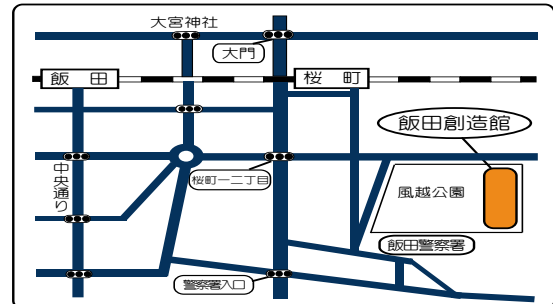 大宮神社
大門
飯田
桜町
飯田創造館
中央通り
桜町一二丁目
風越公園
飯田警察署
警察署入口